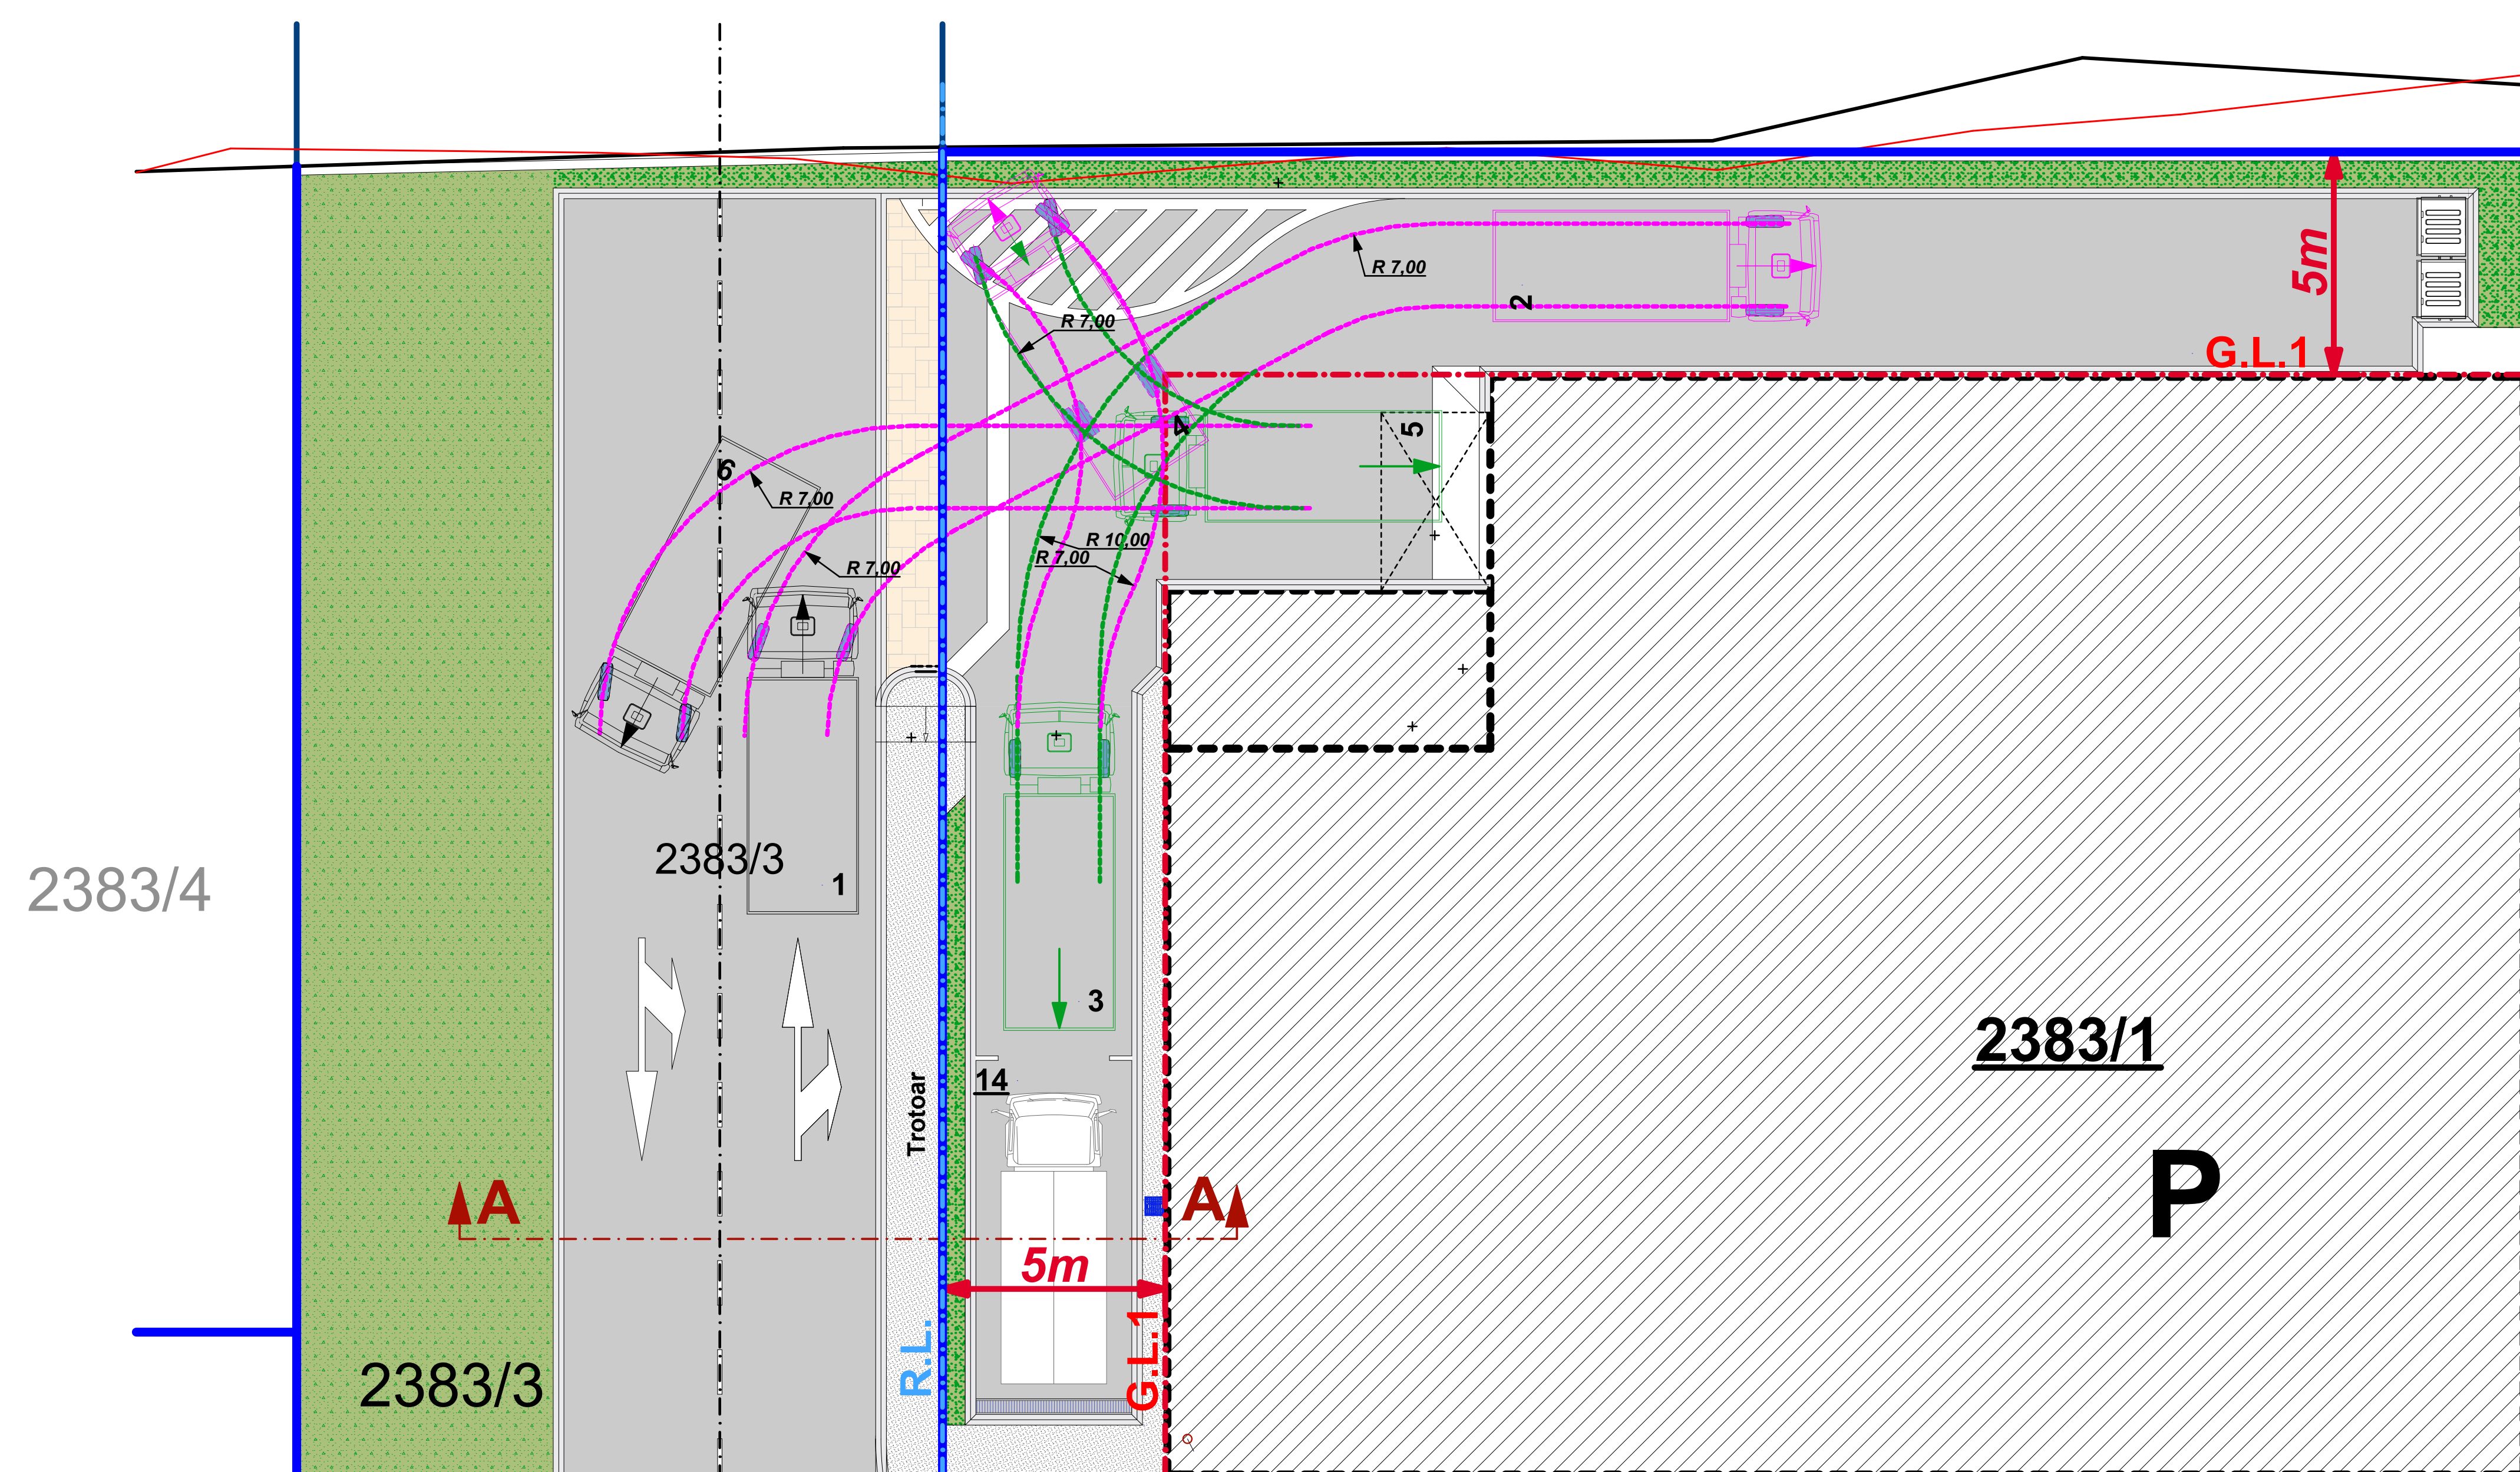 5m
R 7,00
2
R 7,00
G.L.1
4
5
6
R 7,00
R 10,00
R 7,00
R 7,00
2383/3
1
2383/4
3
2383/1
14
Trotoar
P
A
A
5m
R.L.
G.L.1
2383/3